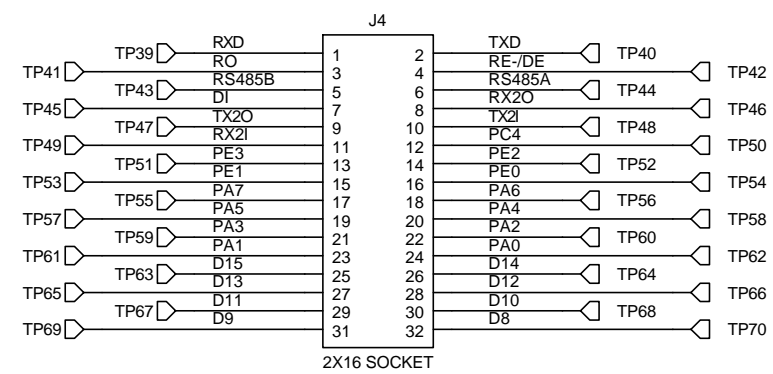 J4
TP39 RXD 1 2 TXD TP40
TP41 RO 3 4 RE-/DE TP42
TP43 RS485B 5 6 RS485A TP44
TP45 DI 7 8 RX2O TP46
TP47 TX2O 9 10 TX2I TP48
TP49 RX2I 11 12 PC4 TP50
TP51 PE3 13 14 PE2 TP52
TP53 PE1 15 16 PE0 TP54
TP55 PA7 17 18 PA6 TP56
TP57 PA5 19 20 PA4 TP58
TP59 PA3 21 22 PA2 TP60
TP61 PA1 23 24 PA0 TP62
TP63 D15 25 26 D14 TP64
TP65 D13 27 28 D12 TP66
TP67 D11 29 30 D10 TP68
TP69 D9 31 32 D8 TP70
2X16 SOCKET